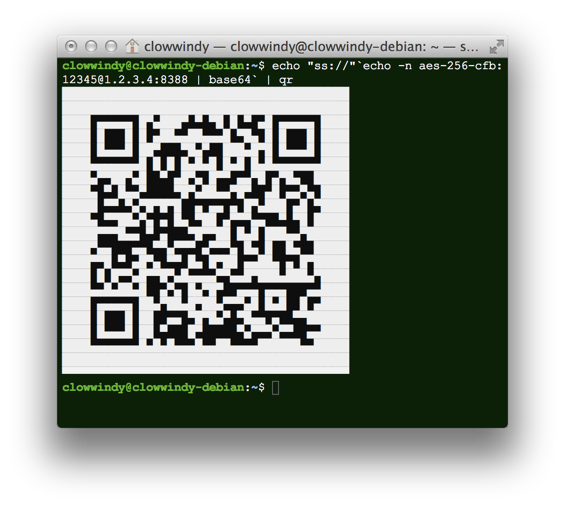 clowwindy — clowwindy@clowwindy-debian: ~ — s…
clowwindy@clowwindy-debian:~$ echo "ss://"`echo -n aes-256-cfb:
12345@1.2.3.4:8388 | base64` | qr
clowwindy@clowwindy-debian:~$